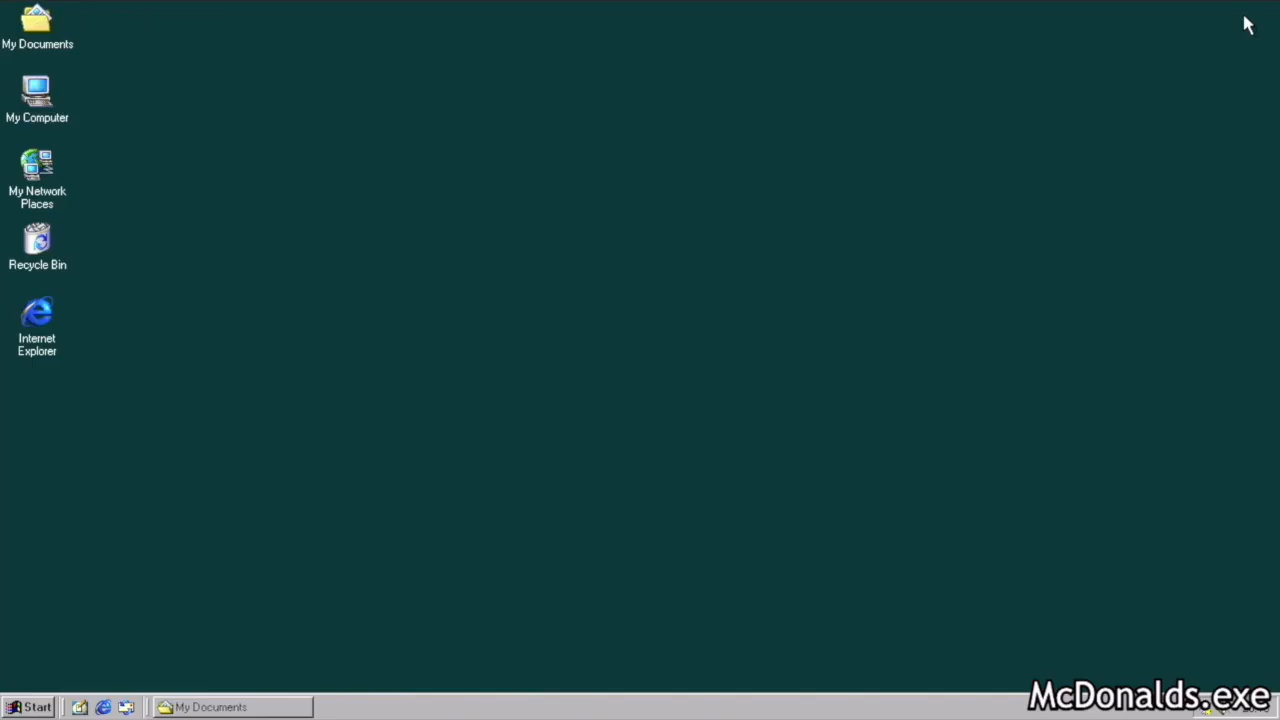 My Documents
My Computer
My Network
Places
Recycle Bin
Internet
Explorer
Start
My Documents
McDonalds.exe